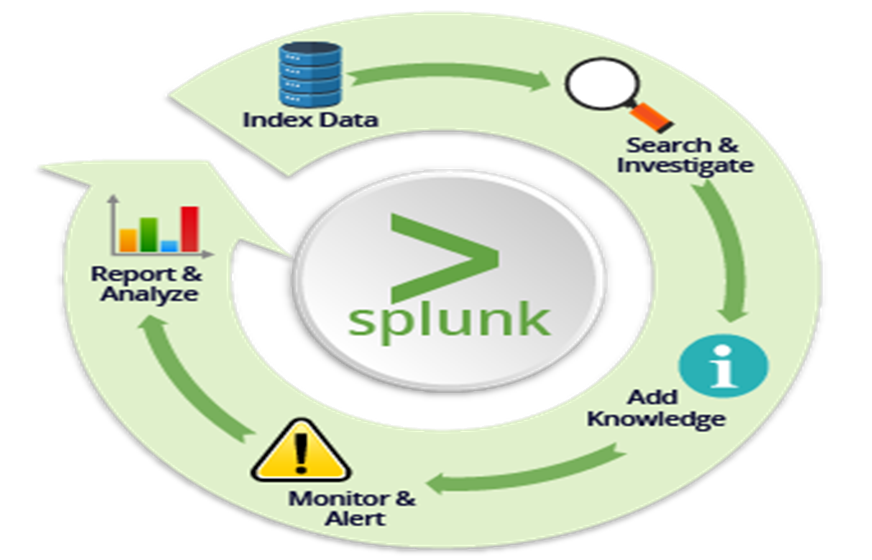 Index Data
Search &
Investigate
Add
Knowledge
Monitor &
Alert
Report &
Analyze
>
splunk